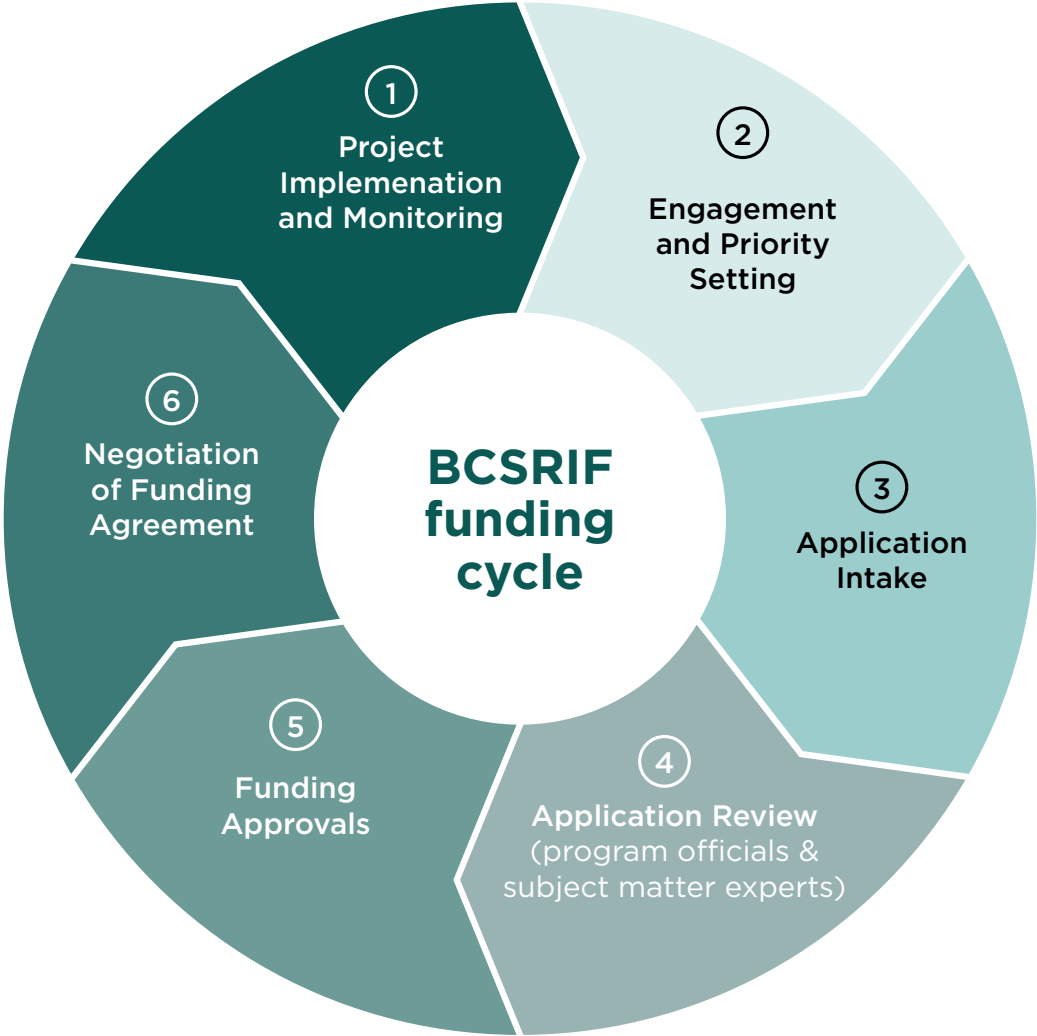 BCSRIF
funding
cycle
1
Project
Implemenation
and Monitoring
2
Engagement
and Priority
Setting
3
Application
Intake
4
Application Review
(program officials &
subject matter experts)
5
Funding
Approvals
6
Negotiation
of Funding
Agreement